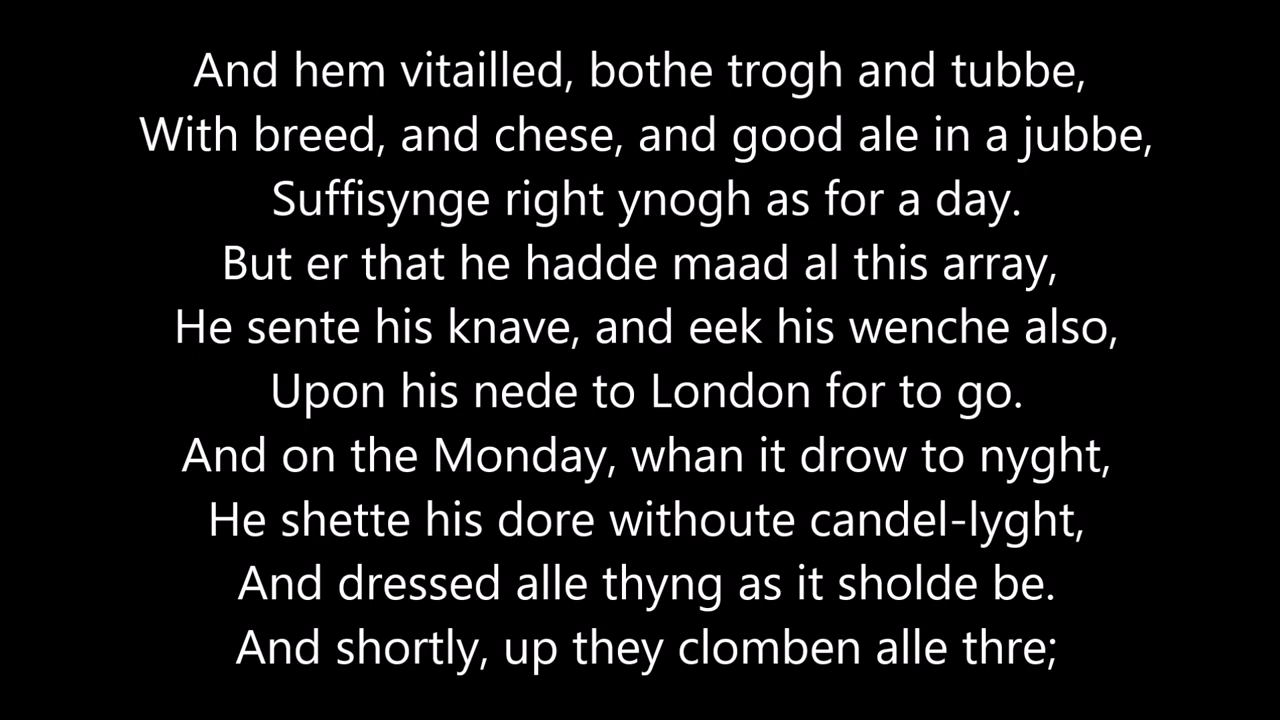 And hem vitailled, bothe trogh and tubbe,
With breed, and chese, and good ale in a jubbe,
Suffisynge right ynogh as for a day.
But er that he hadde maad al this array,
He sente his knave, and eek his wenche also,
Upon his nede to London for to go.
And on the Monday, whan it drow to nyght,
He shette his dore withoute candel-lyght,
And dressed alle thyng as it sholde be.
And shortly, up they clomben alle thre;